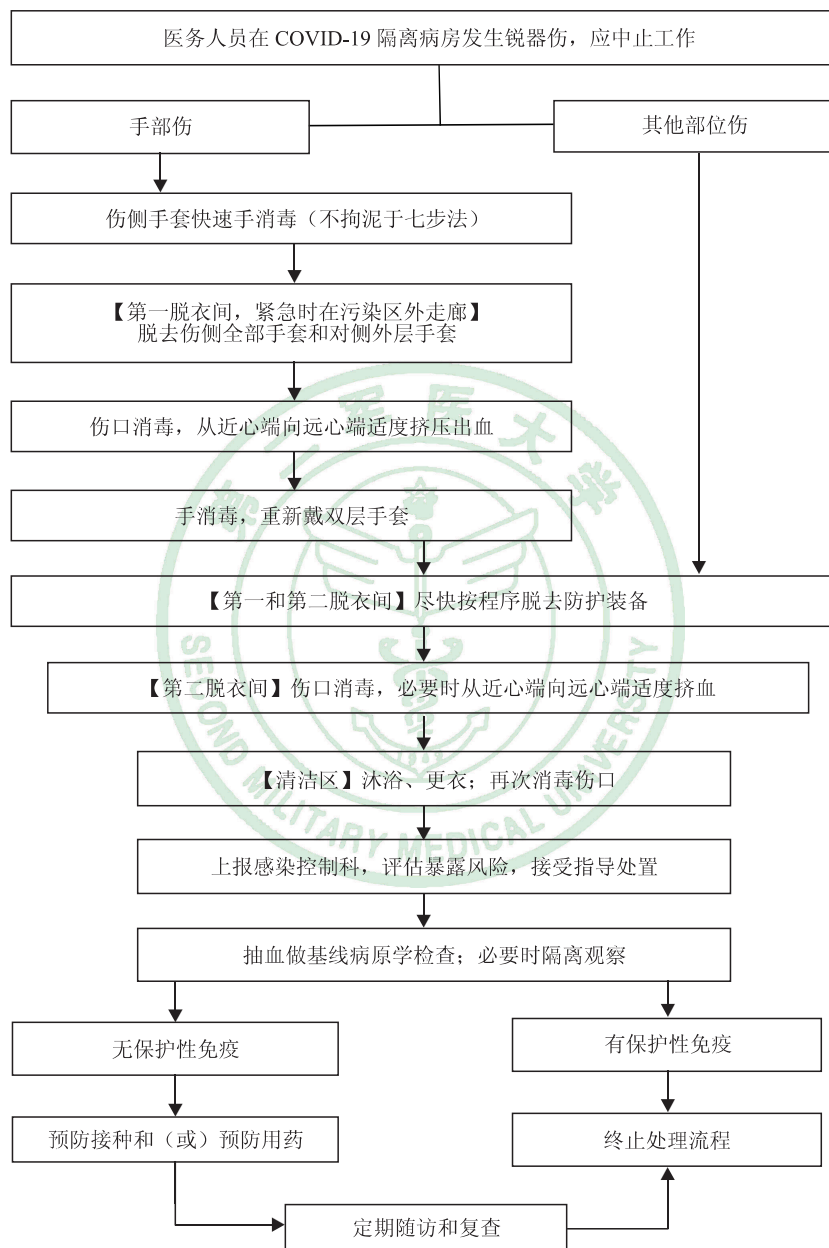 医务人员在 COVID-19 隔离病房发生锐器伤，应中止工作
手部伤
其他部位伤
伤侧手套快速手消毒（不拘泥于七步法）
【第一脱衣间，紧急时在污染区外走廊】
脱去伤侧全部手套和对侧外层手套
伤口消毒，从近心端向远心端适度挤压出血
手消毒，重新戴双层手套
【第一和第二脱衣间】尽快按程序脱去防护装备
【第二脱衣间】伤口消毒，必要时从近心端向远心端适度挤血
【清洁区】沐浴、更衣；再次消毒伤口
上报感染控制科，评估暴露风险，接受指导处置
抽血做基线病原学检查；必要时隔离观察
无保护性免疫
有保护性免疫
预防接种和（或）预防用药
终止处理流程
定期随访和复查
第二军医大学
SECOND MILITARY MEDICAL UNIVERSITY